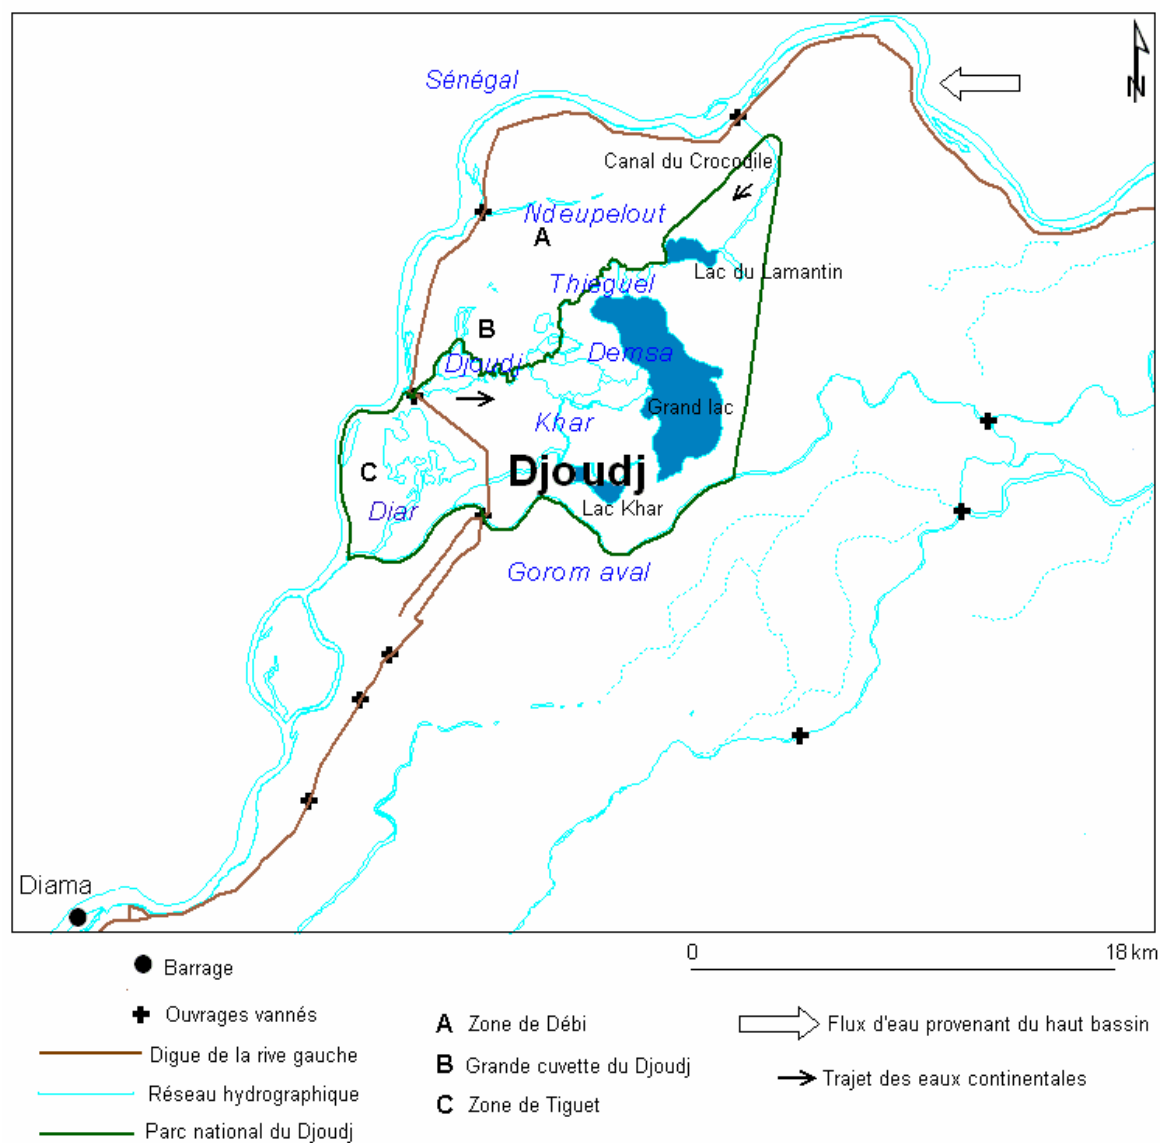 N
Sénégal
Canal du Crocodile
Ndeupelout
A
Lac du Lamantin
Thieguel
B
Djoudj
Demsa
Grand lac
Khar
Djoudj
C
Lac Khar
Diar
Gorom aval
Diama
0 18 km
Barrage
Ouvrages vannés
Digue de la rive gauche
Réseau hydrographique
Parc national du Djoudj
A Zone de Débi
B Grande cuvette du Djoudj
C Zone de Tiguet
Flux d'eau provenant du haut bassin
Trajet des eaux continentales